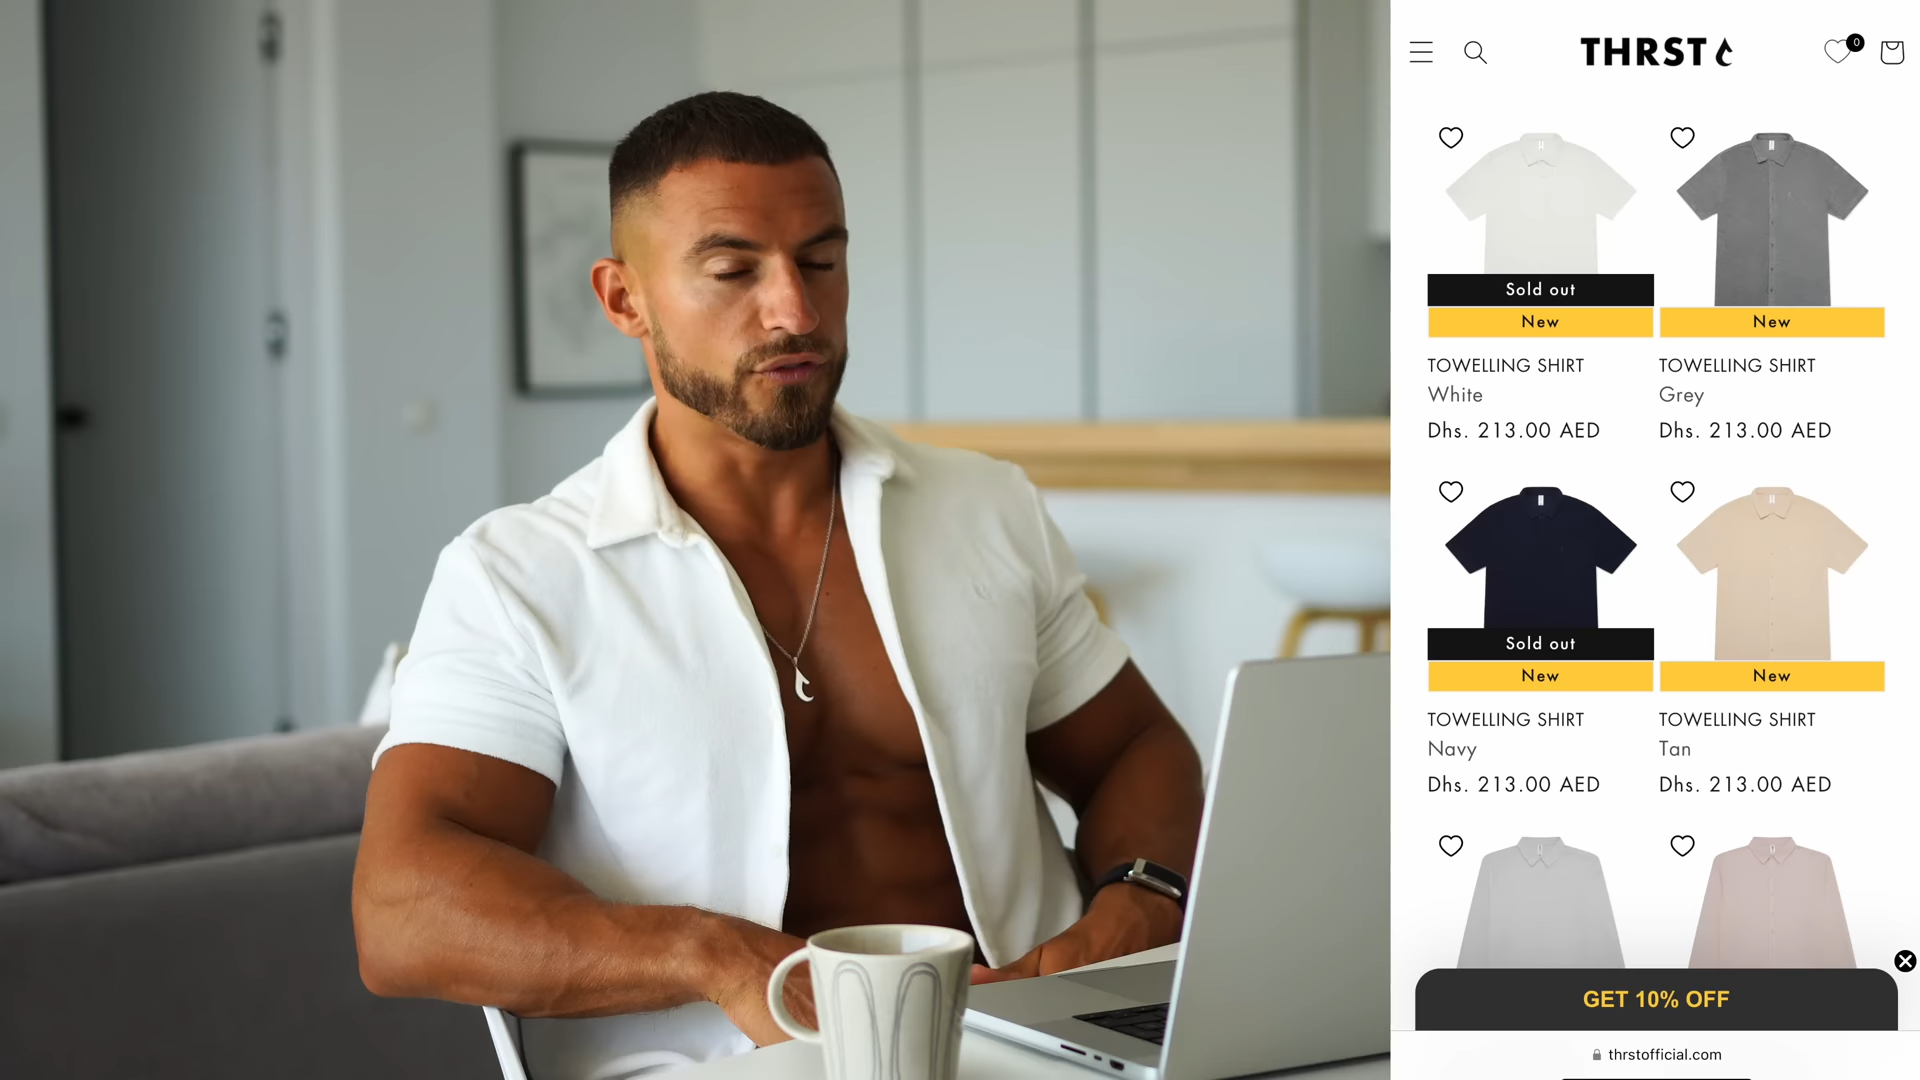 THRST
0
Sold out
New
New
TOWELLING SHIRT
White
Dhs. 213.00 AED
TOWELLING SHIRT
Grey
Dhs. 213.00 AED
Sold out
New
New
TOWELLING SHIRT
Navy
Dhs. 213.00 AED
TOWELLING SHIRT
Tan
Dhs. 213.00 AED
GET 10% OFF
thrstofficial.com